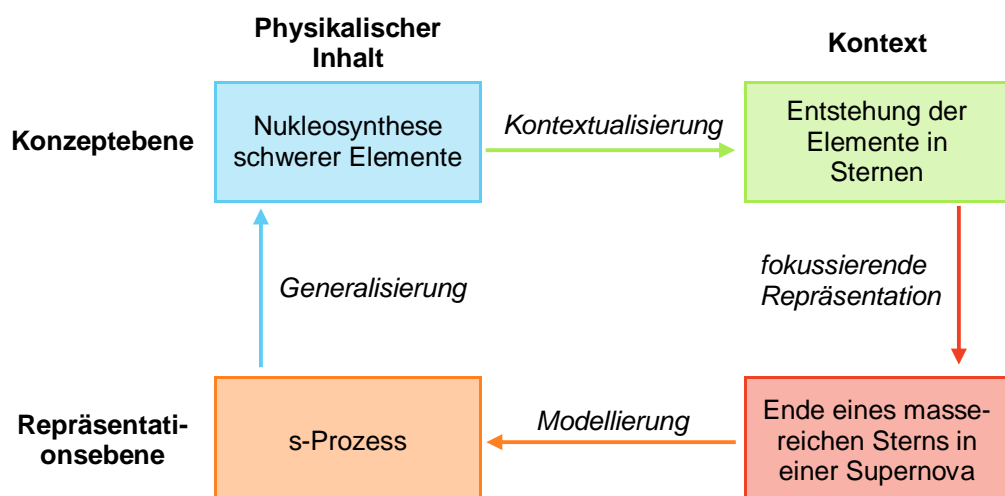 Physikalischer
Inhalt
Kontext
Konzeptebene
Nukleosynthese
schwerer Elemente
Kontextualisierung
Entstehung der
Elemente in
Sternen
Generalisierung
fokussierende
Repräsentation
Repräsentati-
onsebene
s-Prozess
Modellierung
Ende eines masse-
reichen Sterns in
einer Supernova